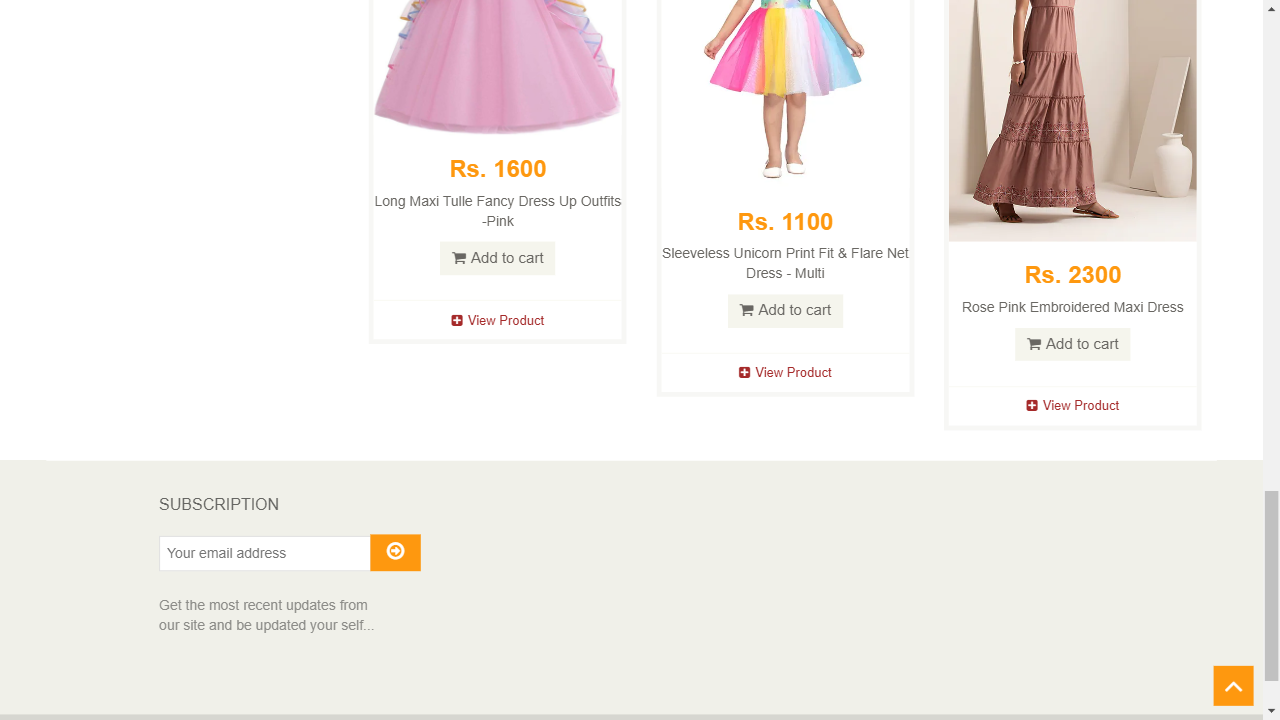 Rs. 1600
Long Maxi Tulle Fancy Dress Up Outfits
-Pink
Add to cart
View Product
Rs. 1100
Sleeveless Unicorn Print Fit & Flare Net
Dress - Multi
Add to cart
View Product
Rs. 2300
Rose Pink Embroidered Maxi Dress
Add to cart
View Product
SUBSCRIPTION
Your email address
Get the most recent updates from
our site and be updated your self...